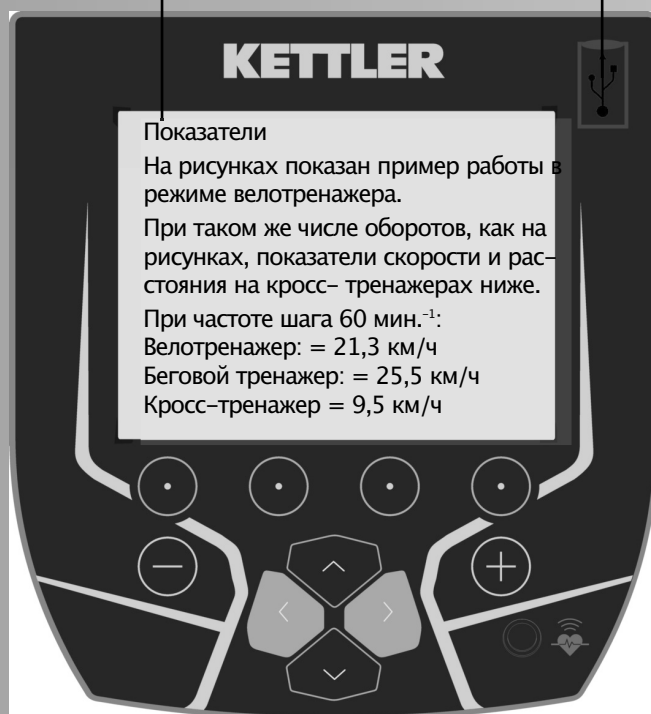 KETTLER
Показатели
На рисунках показан пример работы в
режиме велотренажера.
При таком же числе оборотов, как на
рисунках, показатели скорости и рас-
стояния на кросс- тренажерах ниже.
При частоте шага 60 мин.⁻¹:
Велотренажер: = 21,3 км/ч
Беговой тренажер: = 25,5 км/ч
Кросс-тренажер = 9,5 км/ч